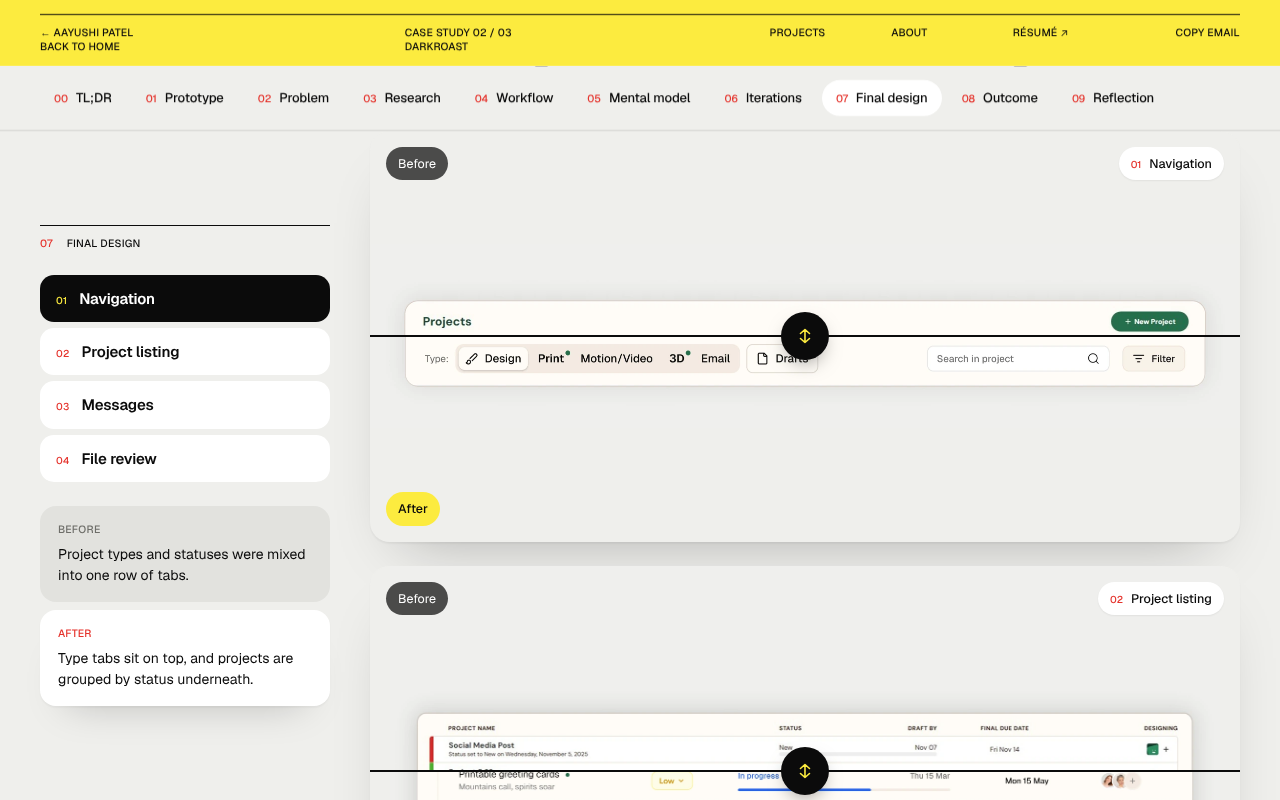 ← AAYUSHI PATEL
BACK TO HOME
CASE STUDY 02 / 03
DARKROAST
PROJECTS
ABOUT
RÉSUMÉ ↗
COPY EMAIL
00 TL;DR
01 Prototype
02 Problem
03 Research
04 Workflow
05 Mental model
06 Iterations
07 Final design
08 Outcome
09 Reflection
07 FINAL DESIGN
01 Navigation
02 Project listing
03 Messages
04 File review
BEFORE
Project types and statuses were mixed
into one row of tabs.
AFTER
Type tabs sit on top, and projects are
grouped by status underneath.
Before
01 Navigation
Projects
+ New Project
Type:
Design
Print
Motion/Video
3D
Email
Drafts
Search in project
Filter
After
Before
02 Project listing
PROJECT NAME
STATUS
DRAFT BY
FINAL DUE DATE
DESIGNING
Social Media Post
Status set to New on Wednesday, November 5, 2025
New
Nov 07
Fri Nov 14
+
Printable greeting cards
Mountains call, spirits soar
Low
In progress
Thu 15 Mar
Mon 15 May
+